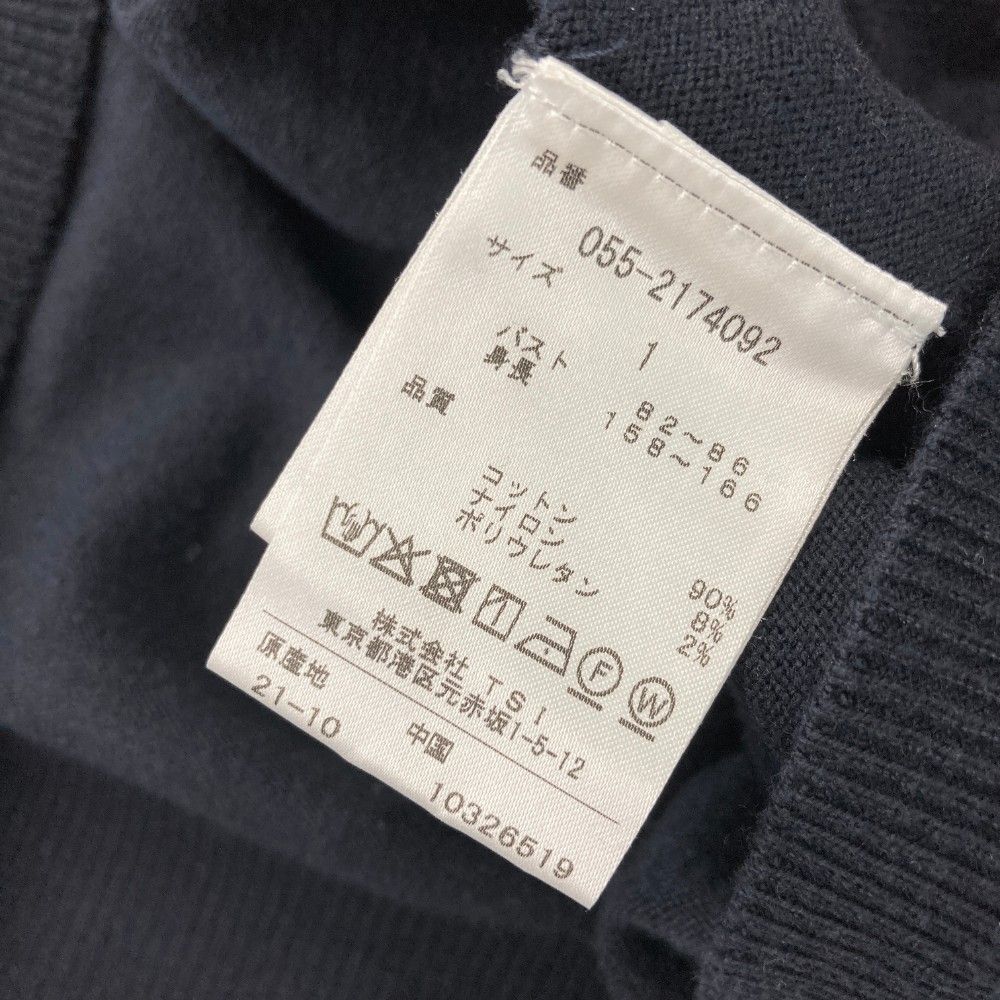 品番
055-2174092
サイズ
1
バスト 82～86
身長 158～166
品質
コットン 90%
ナイロン 8%
ポリウレタン 2%
F W
株式会社 TSI
東京都港区元赤坂1-5-12
原産地 中国
21-10 10326519